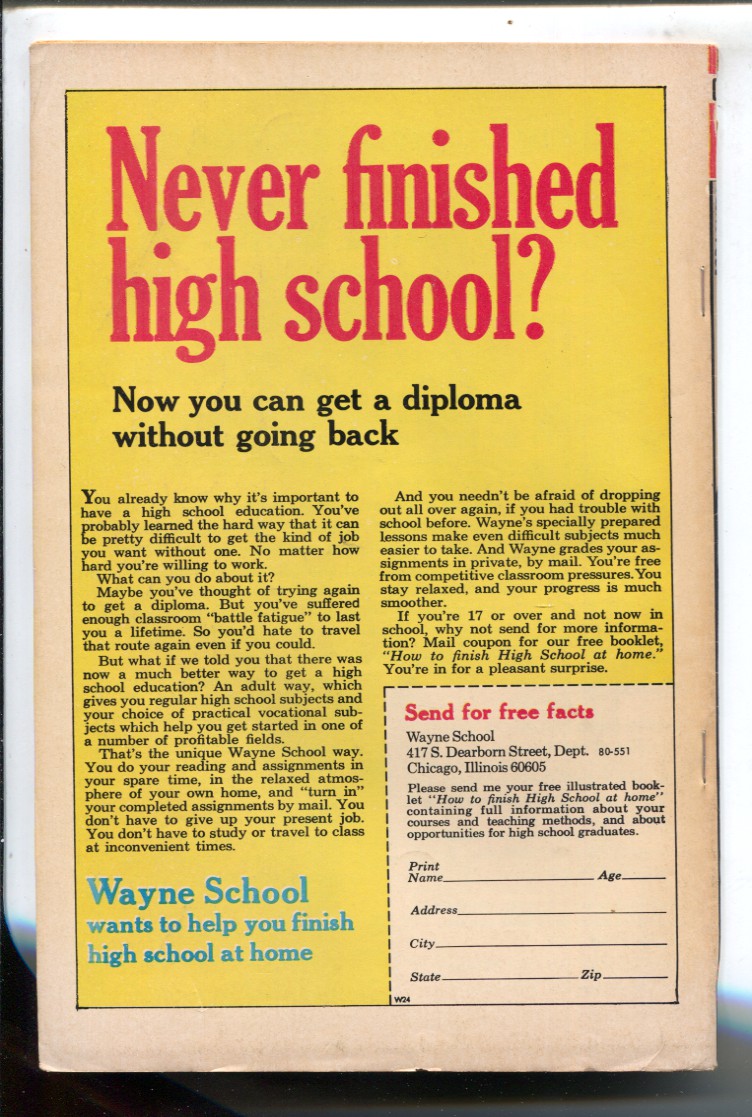 Never finished
high school?
Now you can get a diploma
without going back
You already know why it's important to
have a high school education. You've
probably learned the hard way that it can
be pretty difficult to get the kind of job
you want without one. No matter how
hard you're willing to work.
What can you do about it?
Maybe you've thought of trying again
to get a diploma. But you've suffered
enough classroom "battle fatigue" to last
you a lifetime. So you'd hate to travel
that route again even if you could.
But what if we told you that there was
now a much better way to get a high
school education? An adult way, which
gives you regular high school subjects and
your choice of practical vocational sub-
jects which help you get started in one of
a number of profitable fields.
That's the unique Wayne School way.
You do your reading and assignments in
your spare time, in the relaxed atmos-
phere of your own home, and "turn in"
your completed assignments by mail. You
don't have to give up your present job.
You don't have to study or travel to class
at inconvenient times.
Wayne School
wants to help you finish
high school at home
And you needn't be afraid of dropping
out all over again, if you had trouble with
school before. Wayne's specially prepared
lessons make even difficult subjects much
easier to take. And Wayne grades your as-
signments in private, by mail. You're free
from competitive classroom pressures. You
stay relaxed, and your progress is much
smoother.
If you're 17 or over and not now in
school, why not send for more informa-
tion? Mail coupon for our free booklet,
"How to finish High School at home."
You're in for a pleasant surprise.
Send for free facts
Wayne School
417 S. Dearborn Street, Dept. 80-551
Chicago, Illinois 60605
Please send me your free illustrated book-
let "How to finish High School at home"
containing full information about your
courses and teaching methods, and about
opportunities for high school graduates.
Print
Name Age
Address
City
State Zip
W24